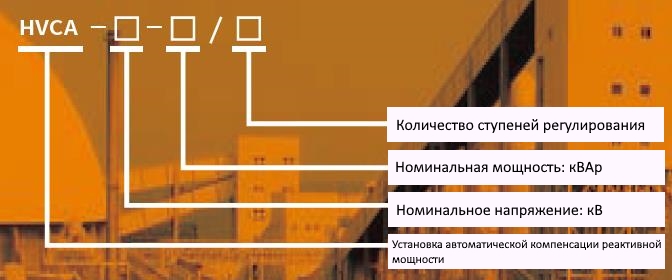 HVCA – □ – □ / □
Количество ступеней регулирования
Номинальная мощность: кВАр
Номинальное напряжение: кВ
Установка автоматической компенсации реактивной
мощности